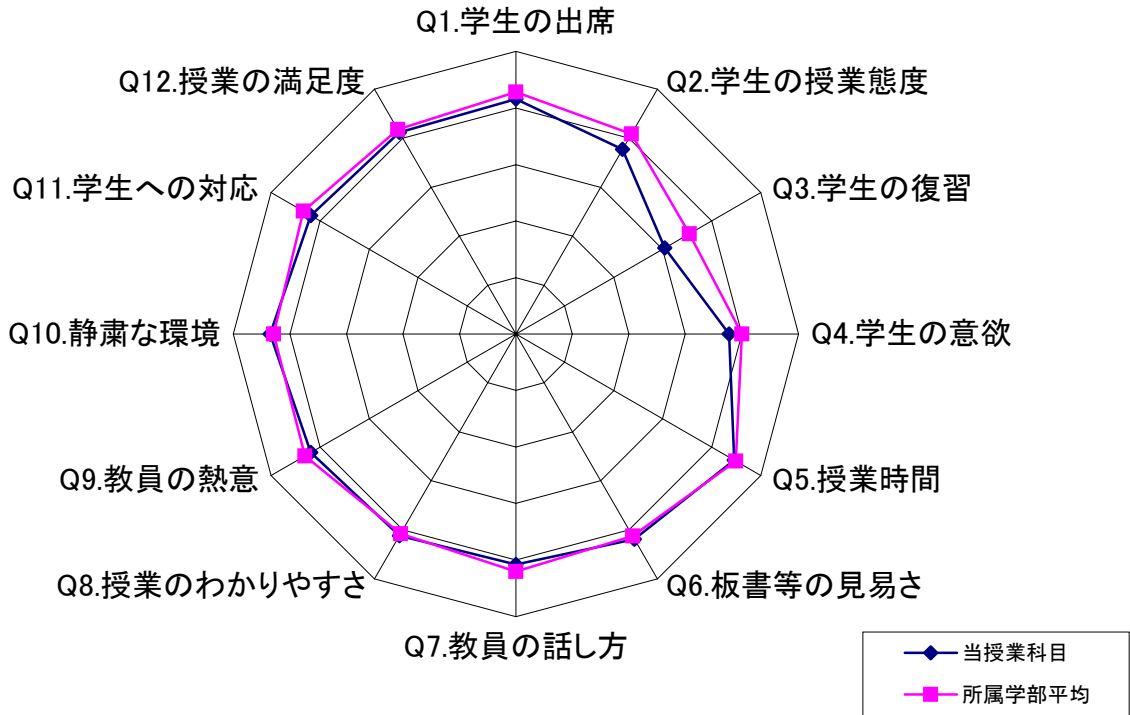 Q1.学生の出席
Q2.学生の授業態度
Q3.学生の復習
Q4.学生の意欲
Q5.授業時間
Q6.板書等の見易さ
Q7.教員の話し方
Q8.授業のわかりやすさ
Q9.教員の熱意
Q10.静粛な環境
Q11.学生への対応
Q12.授業の満足度
当授業科目
所属学部平均